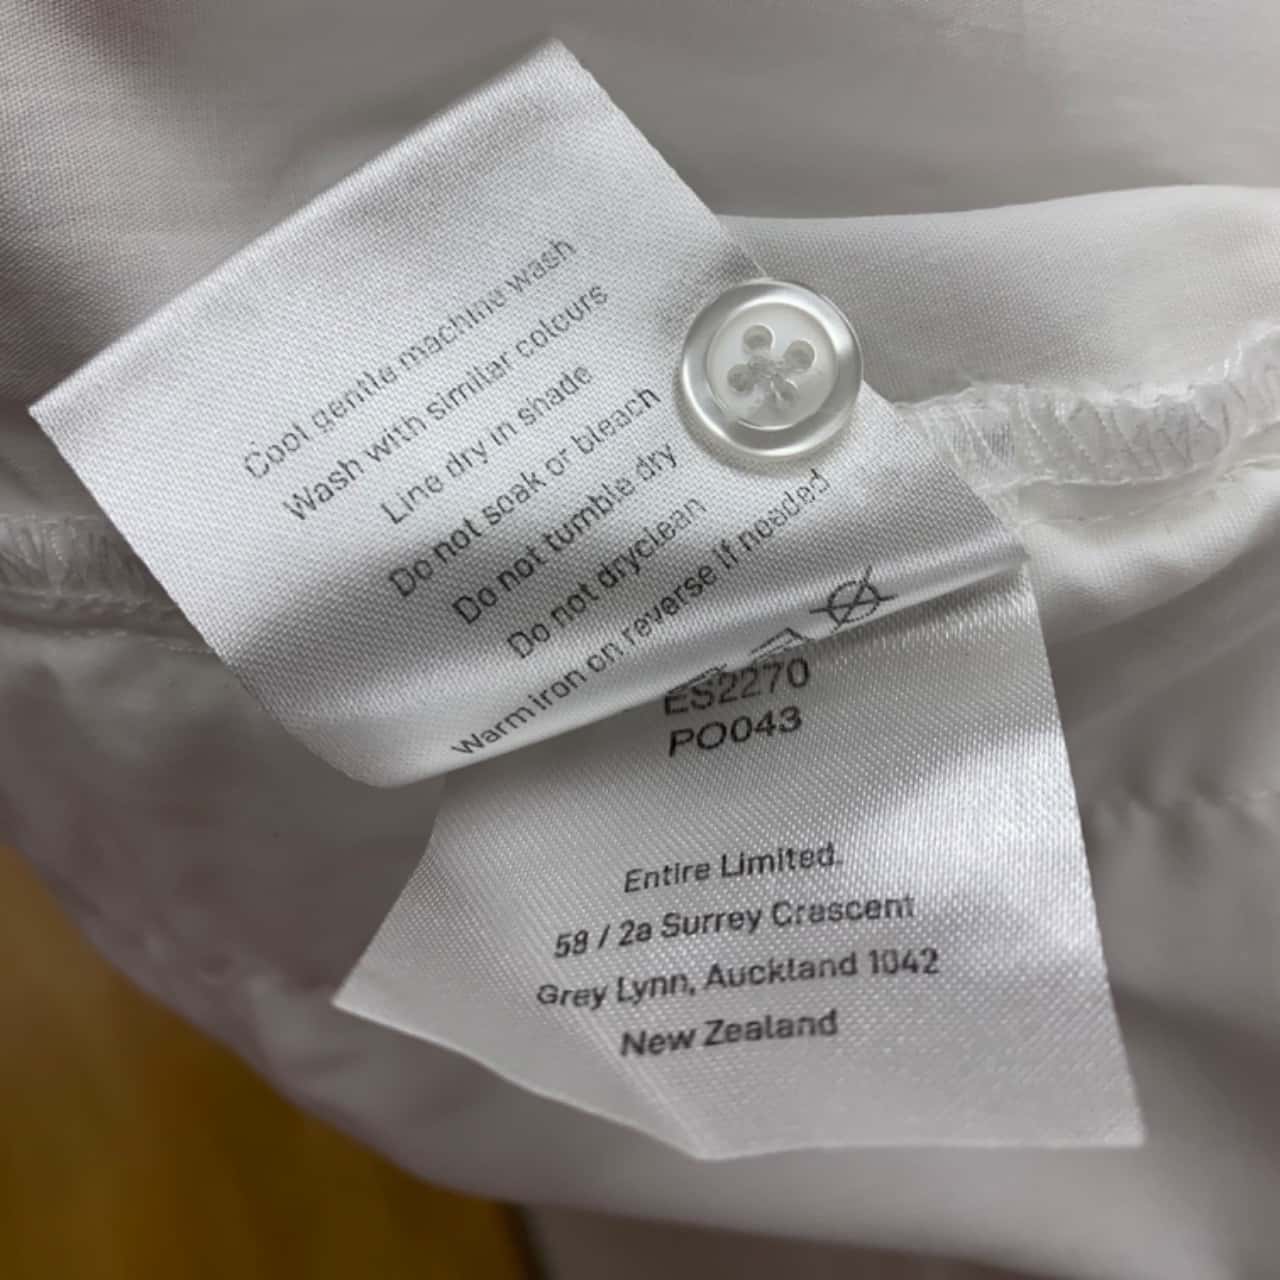 Cool gentle machine wash
Wash with similar colours
Line dry in shade
Do not soak or bleach
Do not tumble dry
Do not dryclean
Warm iron on reverse if needed
ES2270
PO043
Entire Limited.
58 / 2a Surrey Crescent
Grey Lynn, Auckland 1042
New Zealand